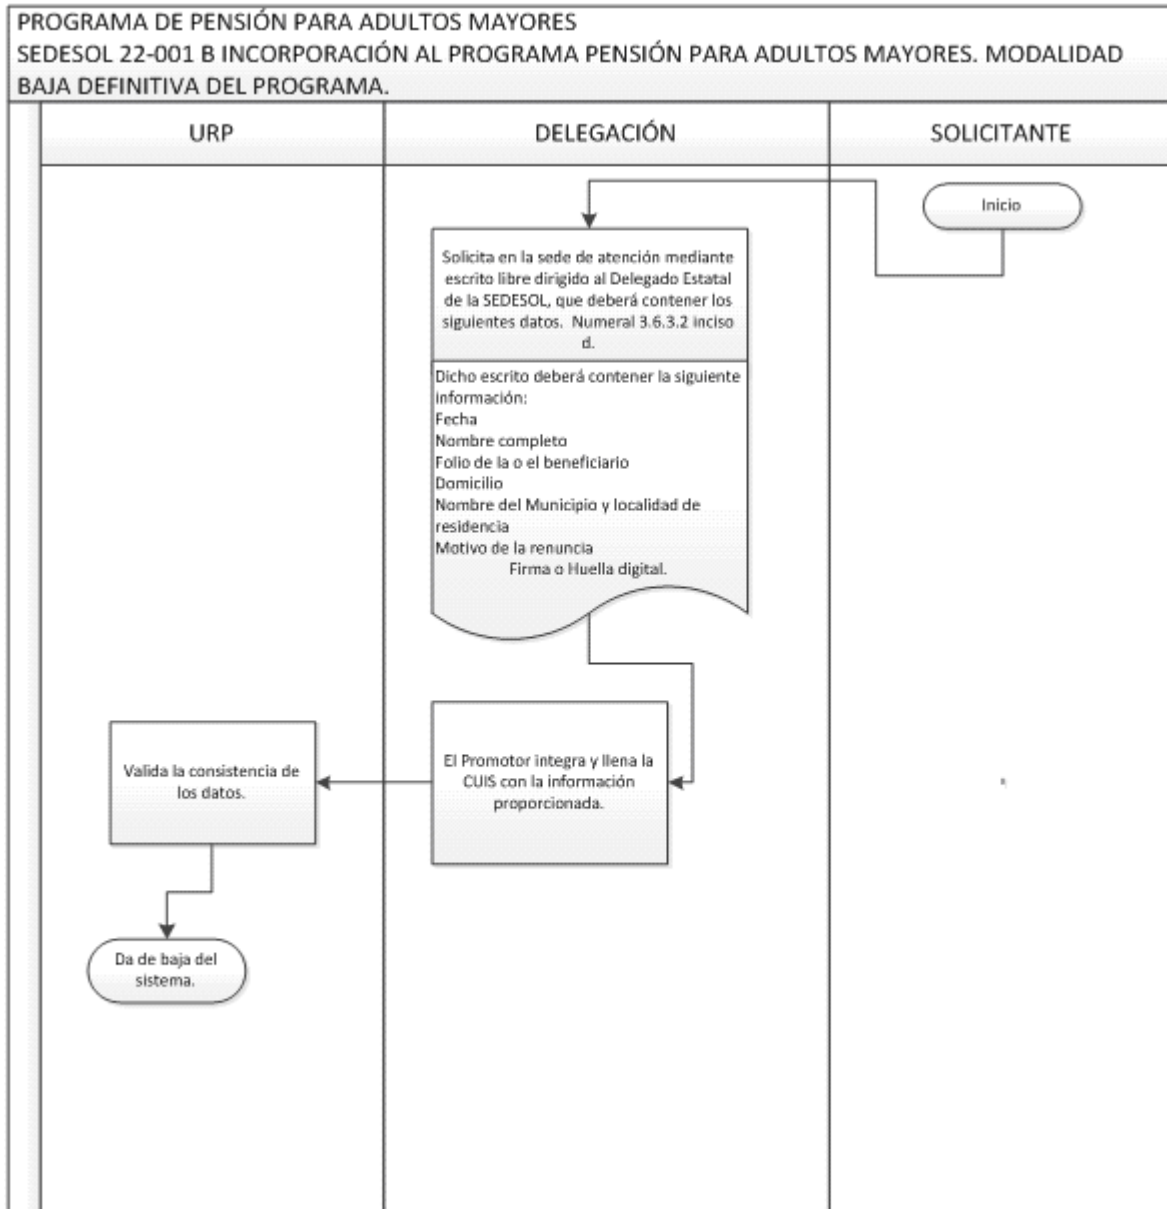 PROGRAMA DE PENSIÓN PARA ADULTOS MAYORES
SEDESOL 22-001 B INCORPORACIÓN AL PROGRAMA PENSIÓN PARA ADULTOS MAYORES. MODALIDAD
BAJA DEFINITIVA DEL PROGRAMA.
URP
DELEGACIÓN
SOLICITANTE
Inicio
Solicita en la sede de atención mediante
escrito libre dirigido al Delegado Estatal
de la SEDESOL, que deberá contener los
siguientes datos. Numeral 3.6.3.2 inciso
d.
Dicho escrito deberá contener la siguiente
información:
Fecha
Nombre completo
Folio de la o el beneficiario
Domicilio
Nombre del Municipio y localidad de
residencia
Motivo de la renuncia
Firma o Huella digital.
El Promotor integra y llena la
CUIS con la información
proporcionada.
Valida la consistencia de
los datos.
Da de baja del
sistema.